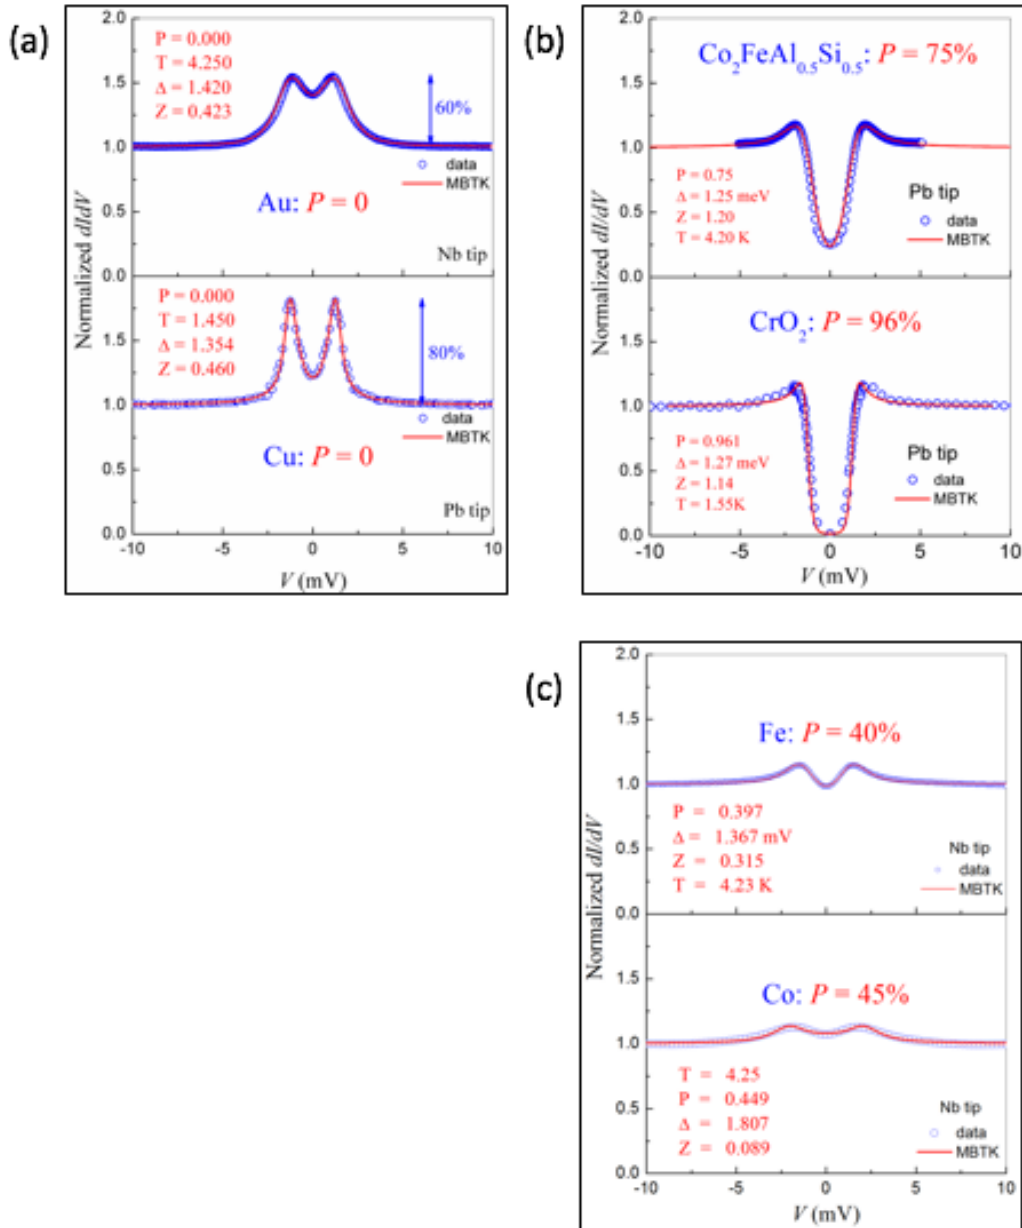 (a)
2.0
1.5
1.0
0.5
0.0
P = 0.000
T = 4.250
Δ = 1.420
Z = 0.423
60%
data
MBTK
Au: P = 0
Nb tip
Normalized dI/dV
1.5
1.0
0.5
0.0
P = 0.000
T = 1.450
Δ = 1.354
Z = 0.460
80%
data
MBTK
Cu: P = 0
Pb tip
-10 -5 0 5 10
V (mV)
(b)
2.0
1.5
1.0
0.5
0.0
Co₂FeAl₀.₅Si₀.₅: P = 75%
P = 0.75
Δ = 1.25 meV
Z = 1.20
T = 4.20 K
Pb tip
data
MBTK
Normalized dI/dV
1.5
1.0
0.5
0.0
CrO₂: P = 96%
P = 0.961
Δ = 1.27 meV
Z = 1.14
T = 1.55K
Pb tip
data
MBTK
-10 -5 0 5 10
V (mV)
(c)
2.0
1.5
1.0
0.5
0.0
Fe: P = 40%
P = 0.397
Δ = 1.367 mV
Z = 0.315
T = 4.23 K
Nb tip
data
MBTK
Normalized dI/dV
1.5
1.0
0.5
0.0
Co: P = 45%
T = 4.25
P = 0.449
Δ = 1.807
Z = 0.089
Nb tip
data
MBTK
-10 -5 0 5 10
V (mV)